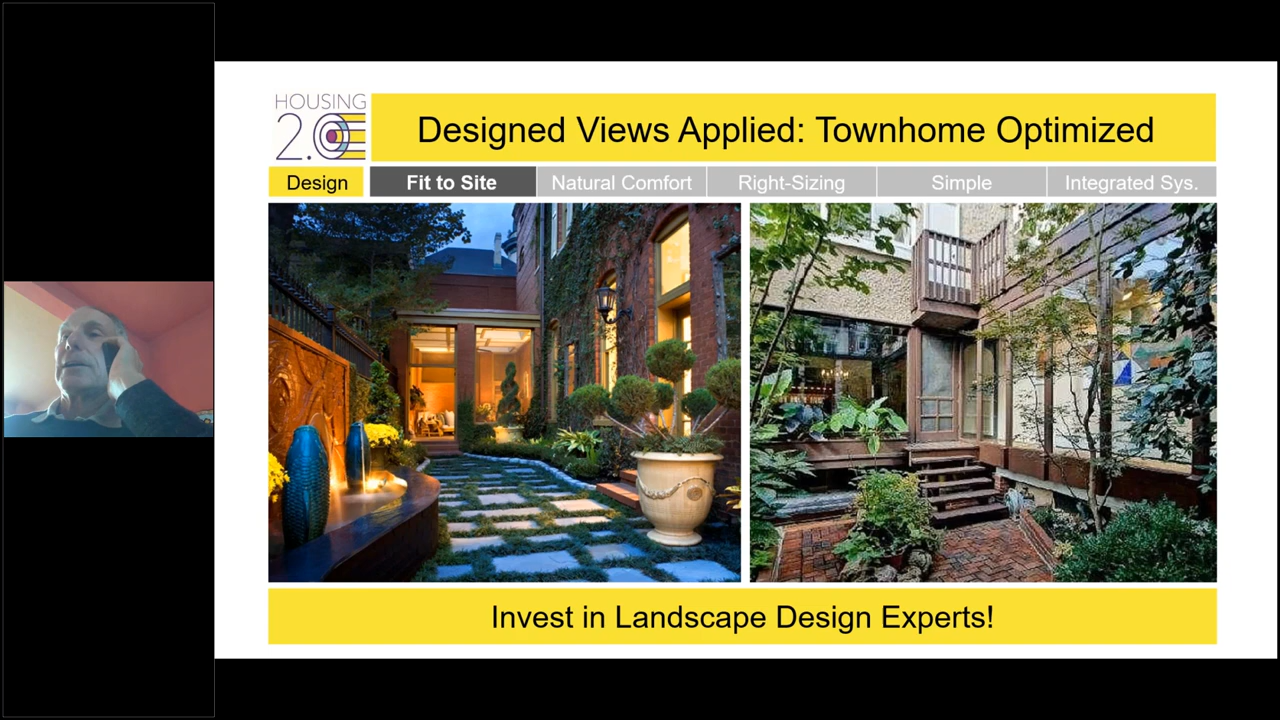 HOUSING
2.0
Designed Views Applied: Townhome Optimized
Design
Fit to Site
Natural Comfort
Right-Sizing
Simple
Integrated Sys.
Invest in Landscape Design Experts!